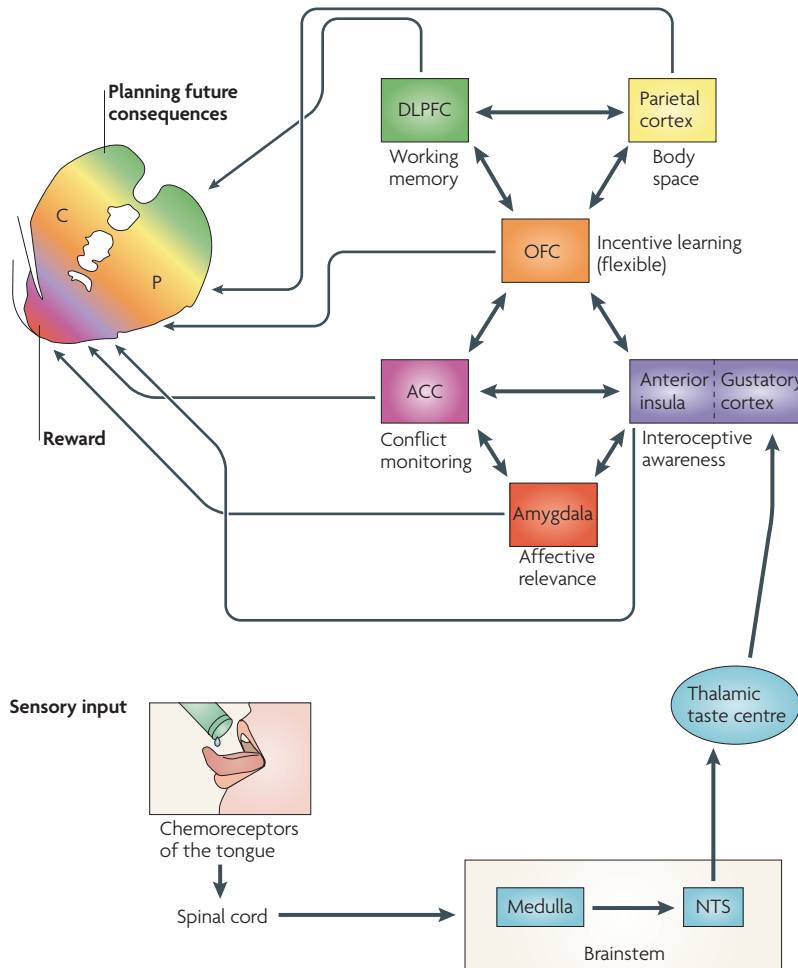 Planning future
consequences
DLPFC
Parietal
cortex
Working
memory
Body
space
C
P
OFC
Incentive learning
(flexible)
ACC
Anterior
insula
Gustatory
cortex
Reward
Conflict
monitoring
Interoceptive
awareness
Amygdala
Affective
relevance
Thalamic
taste centre
Sensory input
Chemoreceptors
of the tongue
Spinal cord
Medulla
NTS
Brainstem